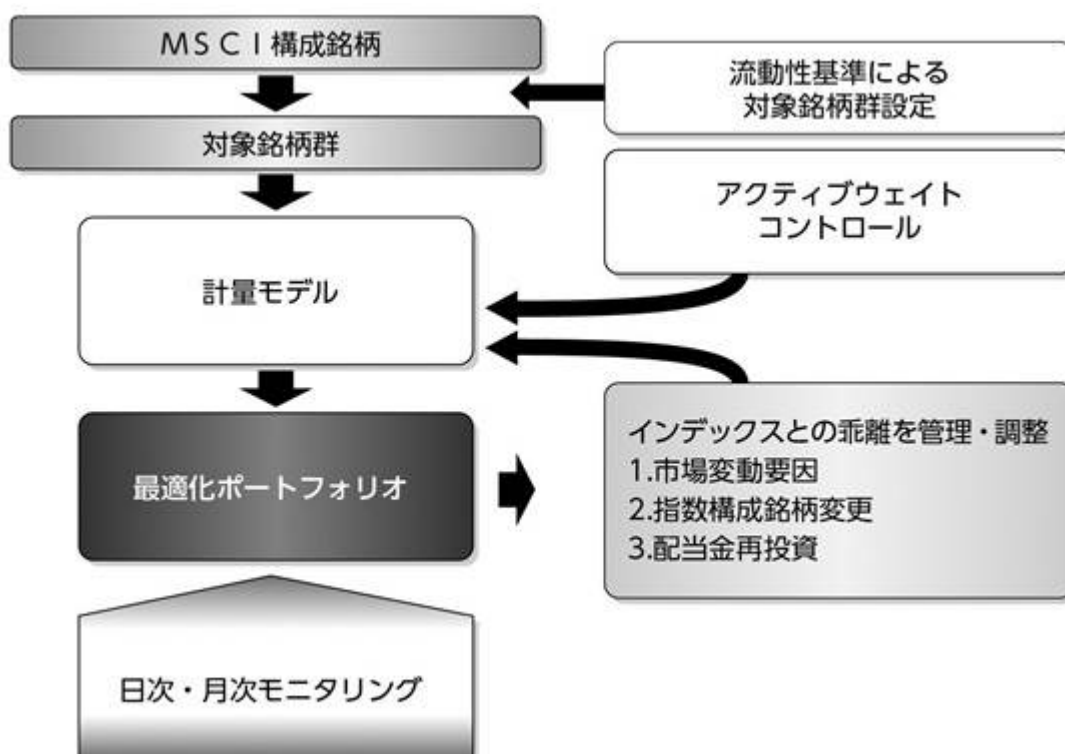 MSCI構成銘柄
流動性基準による
対象銘柄群設定
対象銘柄群
アクティブウェイト
コントロール
計量モデル
インデックスとの乖離を管理・調整
1.市場変動要因
2.指数構成銘柄変更
3.配当金再投資
最適化ポートフォリオ
日次・月次モニタリング